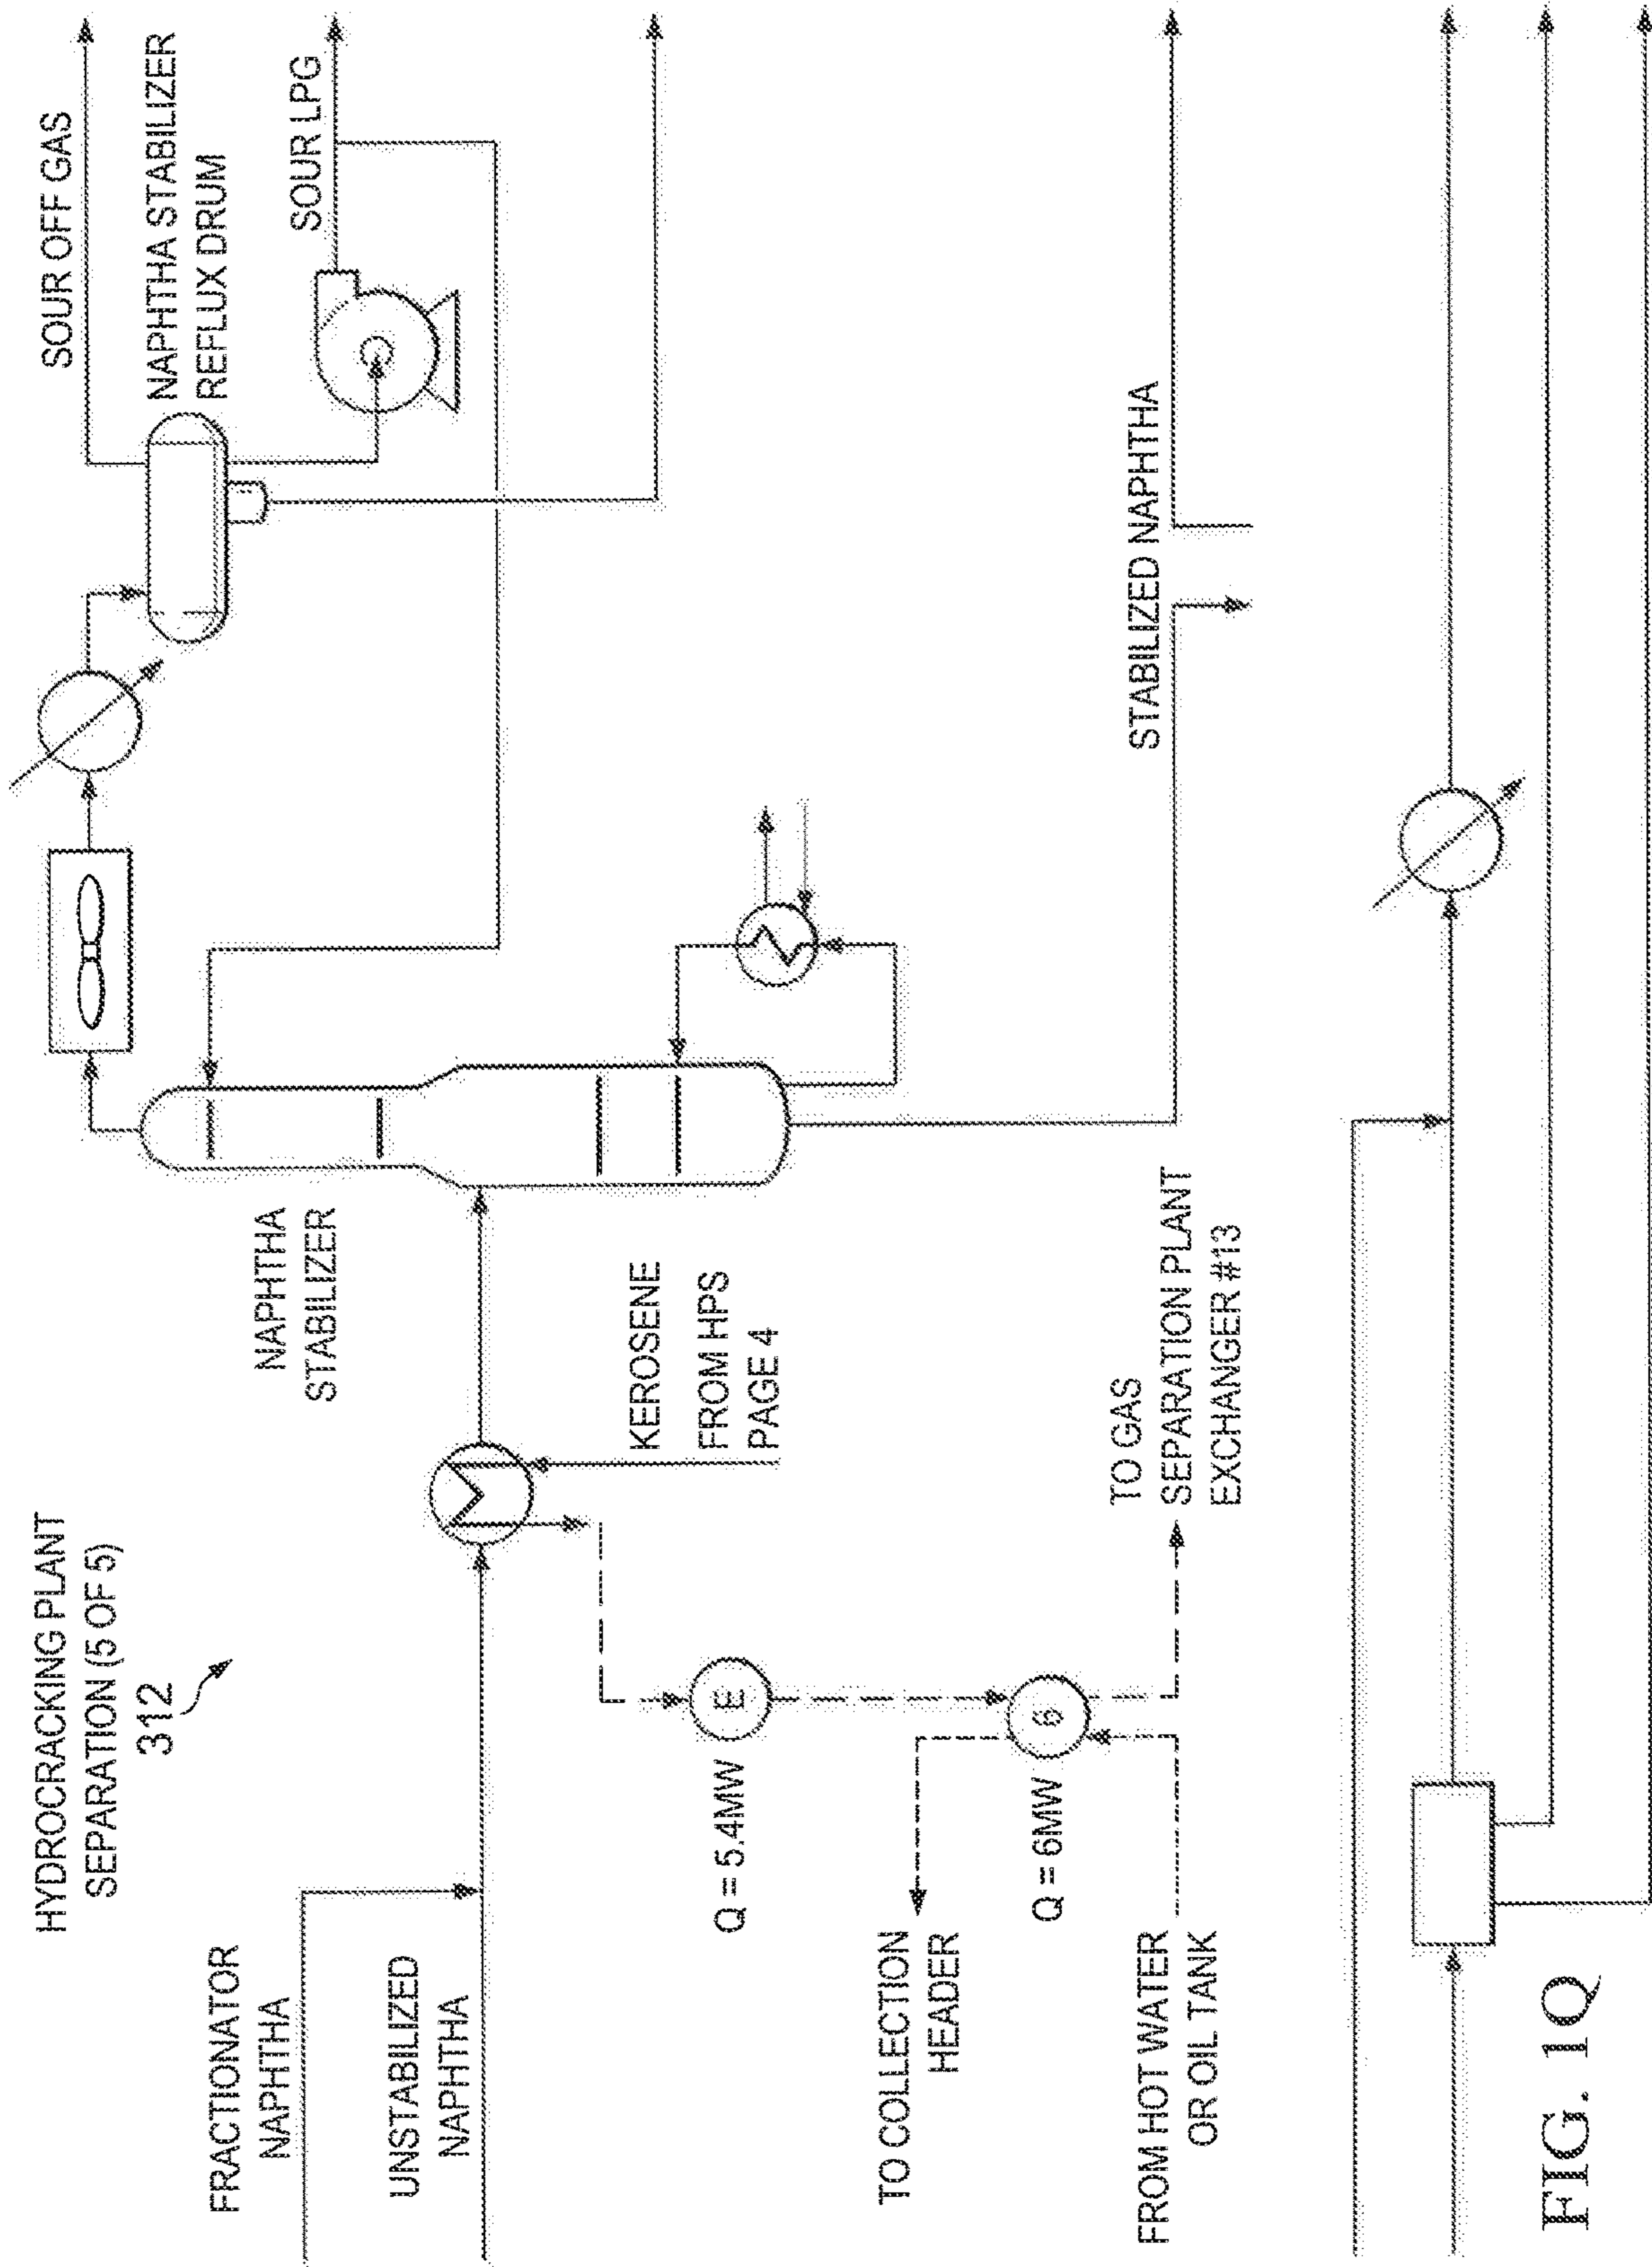 HYDROCRACKING PLANT
SEPARATION (5 OF 5)
312
FRACTIONATOR
NAPHTHA
UNSTABILIZED
NAPHTHA
NAPHTHA
STABILIZER
SOUR OFF GAS
NAPHTHA STABILIZER
REFLUX DRUM
SOUR LPG
KEROSENE
FROM HPS
PAGE 4
E
Q = 5.4MW
6
Q = 6MW
TO COLLECTION
HEADER
FROM HOT WATER
OR OIL TANK
TO GAS
SEPARATION PLANT
EXCHANGER #13
STABILIZED NAPHTHA
FIG. 1Q